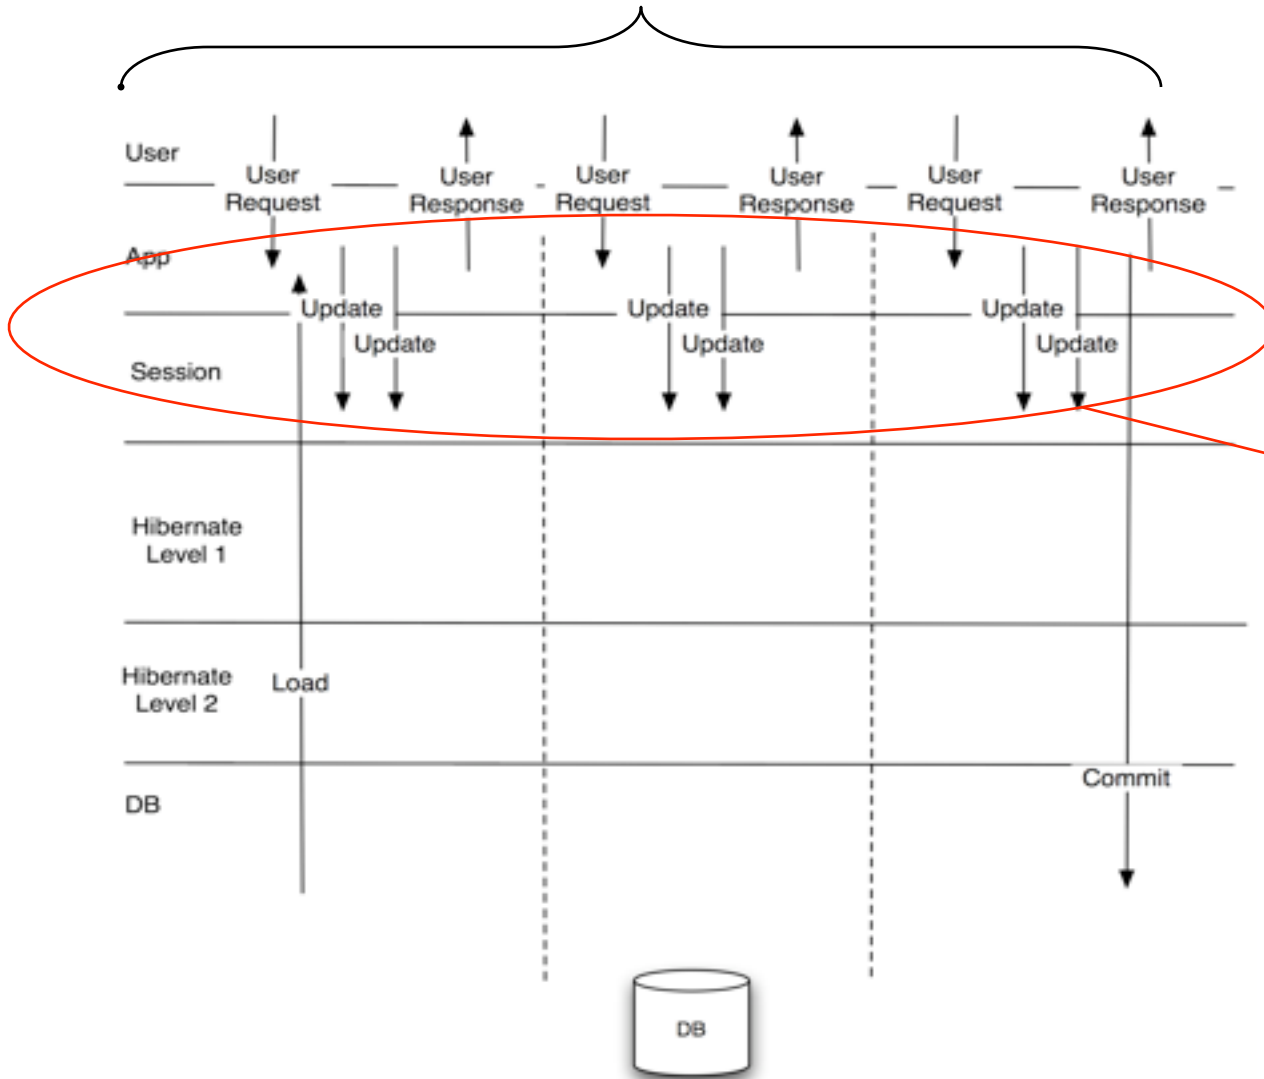 User
User
Request
User
Response
User
Request
User
Response
User
Request
User
Response
App
Update
Update
Update
Update
Update
Update
Session
Hibernate
Level 1
Hibernate
Level 2
Load
Commit
DB
DB